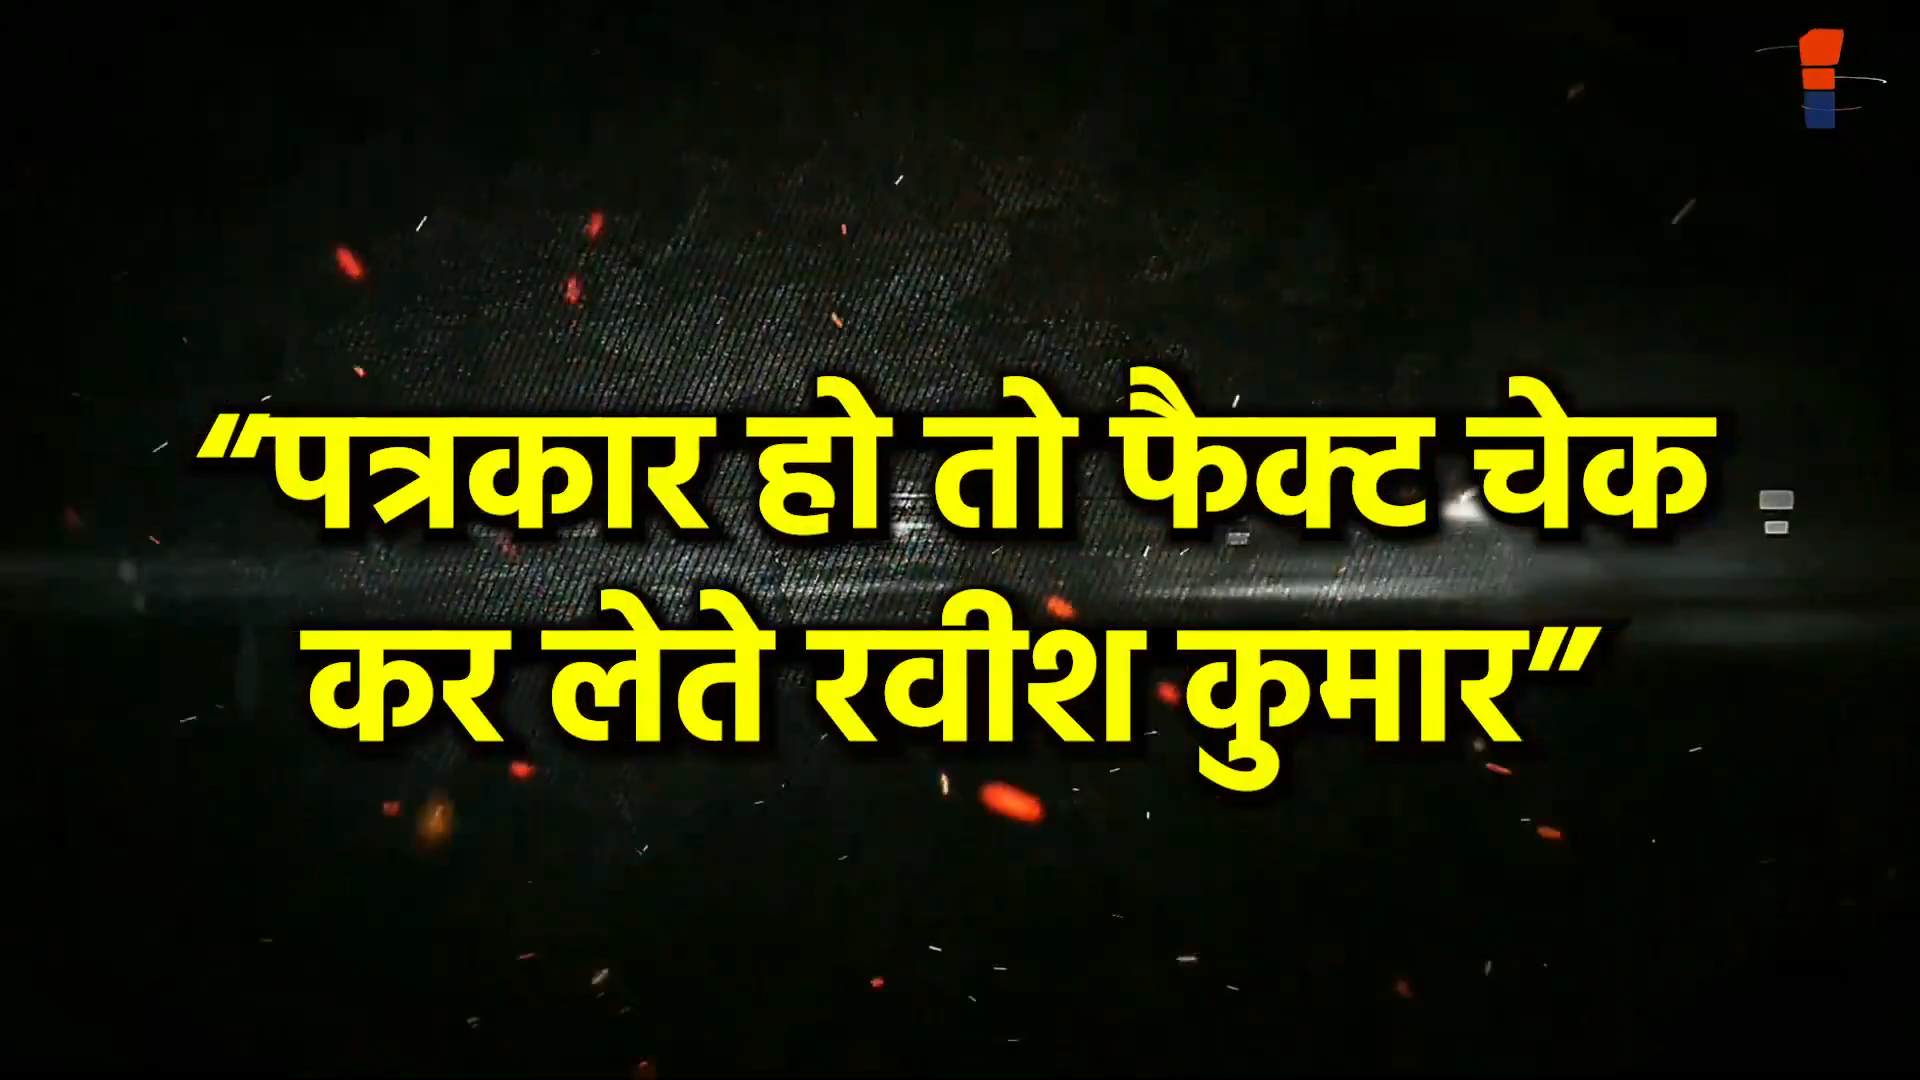 “पत्रकार हो तो फैक्ट चेक
कर लेते रवीश कुमार”